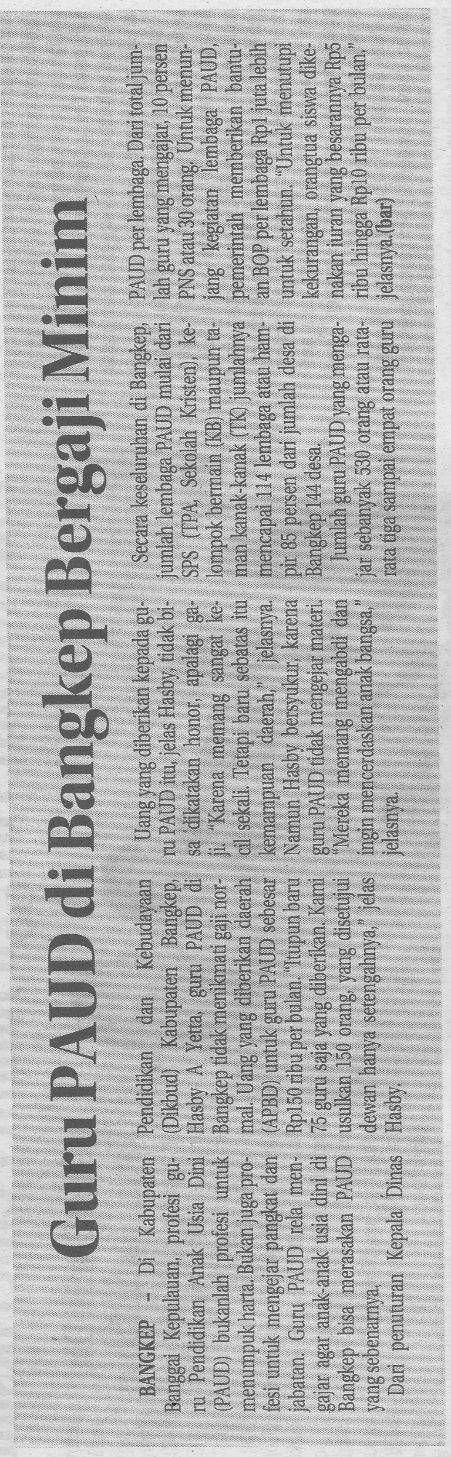 Guru PAUD di Bangkep Bergaji Minim
BANGKEP – Di Kabupaten
Banggai Kepulauan, profesi gu-
ru Pendidikan Anak Usia Dini
(PAUD) bukanlah profesi untuk
menumpuk harta. Bukan juga pro-
fesi untuk mengejar pangkat dan
jabatan. Guru PAUD rela men-
gajar agar anak-anak usia dini di
Bangkep bisa merasakan PAUD
yang sebenarnya.
Dari penuturan Kepala Dinas
Pendidikan dan Kebudayaan
(Dikbud) Kabupaten Bangkep,
Hasby A Yetta, guru PAUD di
Bangkep tidak menikmati gaji nor-
mal. Uang yang diberikan daerah
(APBD) untuk guru PAUD sebesar
Rp150 ribu per bulan. "Itupun baru
75 guru saja yang diberikan. Kami
usulkan 150 orang, yang disetujui
dewan hanya setengahnya," jelas
Hasby.
Uang yang diberikan kepada gu-
ru PAUD itu, jelas Hasby, tidak bi-
sa dikatakan honor, apalagi ga-
ji. "Karena memang sangat ke-
cil sekali. Tetapi baru sebatas itu
kemampuan daerah," jelasnya.
Namun Hasby bersyukur, karena
guru PAUD tidak mengejar materi.
"Mereka memang mengabdi dan
ingin mencerdaskan anak bangsa,"
jelasnya.
Secara keseluruhan di Bangkep,
jumlah lembaga PAUD mulai dari
SPS (TPA, Sekolah Kristen), ke-
lompok bermain (KB) maupun ta-
man kanak-kanak (TK) jumlahnya
mencapai 114 lembaga atau ham-
pir 85 persen dari jumlah desa di
Bangkep 144 desa.
Jumlah guru PAUD yang menga-
jar sebanyak 530 orang atau rata-
rata tiga sampai empat orang guru
PAUD per lembaga. Dari total jum-
lah guru yang mengajar, 10 persen
PNS atau 30 orang. Untuk menun-
jang kegiatan lembaga PAUD,
pemerintah memberikan bantu-
an BOP per lembaga Rp1 juta lebih
untuk setahun. "Untuk menutupi
kekurangan, orangtua siswa dike-
nakan iuran yang besarannya Rp5
ribu hingga Rp10 ribu per bulan,"
jelasnya.(bar)